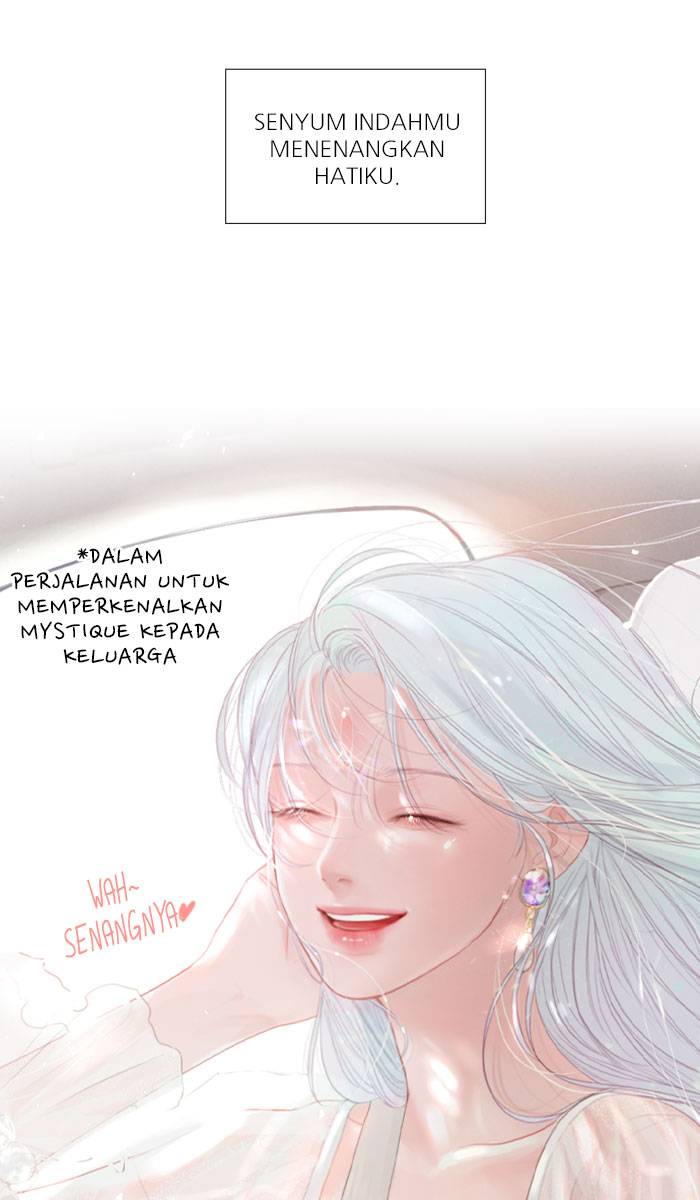 SENYUM INDAHMU
MENENANGKAN
HATIKU.
*DALAM
PERJALANAN UNTUK
MEMPERKENALKAN
MYSTIQUE KEPADA
KELUARGA
WAH~
SENANGNYA♥